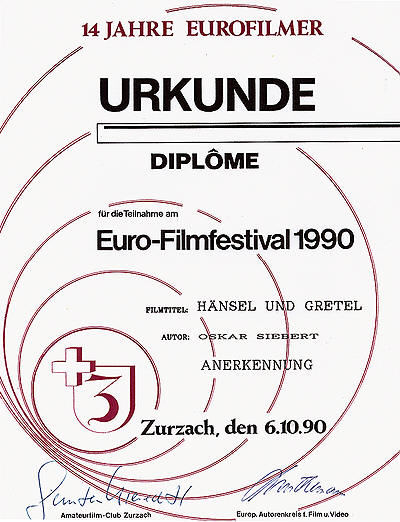 14 JAHRE EUROFILMER
URKUNDE
DIPLÔME
für die Teilnahme am
Euro-Filmfestival 1990
FILMTITEL: HÄNSEL UND GRETEL
AUTOR: OSKAR SIEBERT
ANERKENNUNG
Zurzach, den 6.10.90
Amateurfilm-Club Zurzach
Europ. Autorenkreis f. Film u. Video